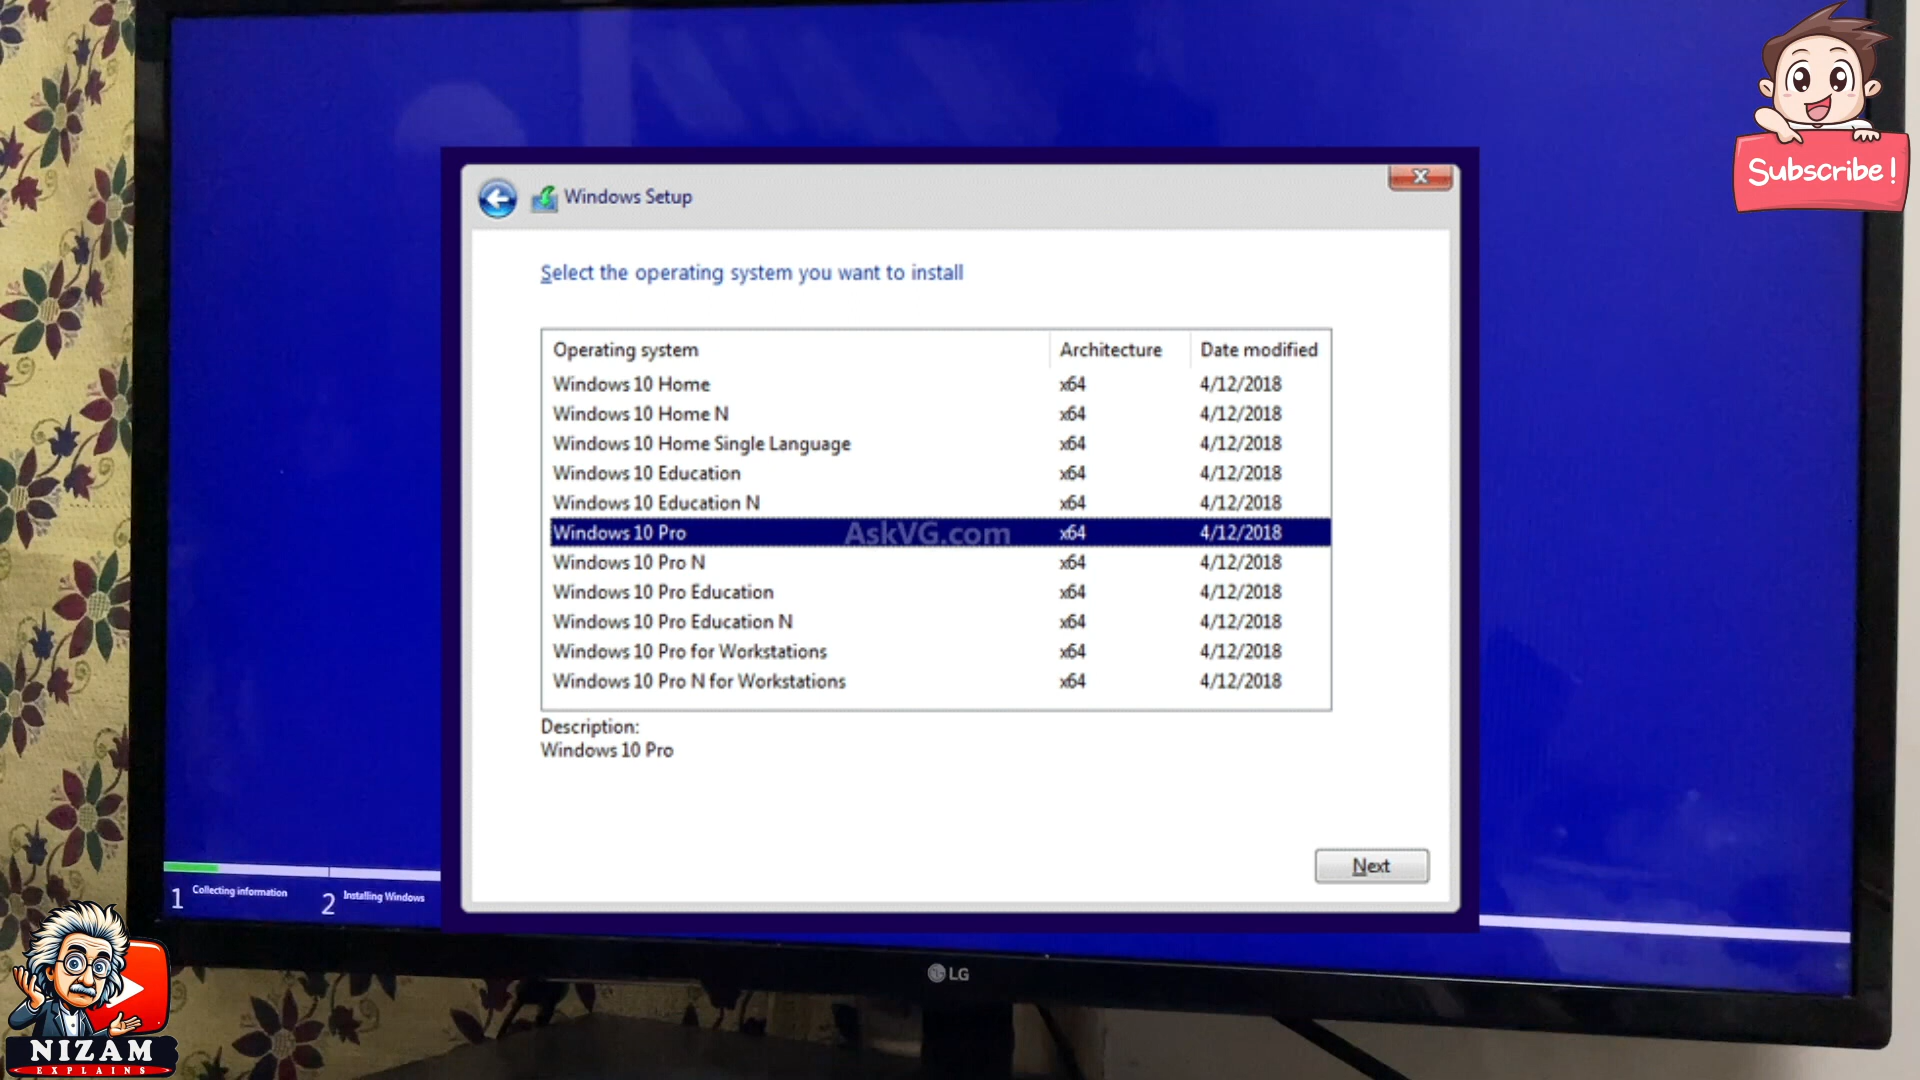 Subscribe!
Windows Setup
Select the operating system you want to install
Operating system Architecture Date modified
Windows 10 Home x64 4/12/2018
Windows 10 Home N x64 4/12/2018
Windows 10 Home Single Language x64 4/12/2018
Windows 10 Education x64 4/12/2018
Windows 10 Education N x64 4/12/2018
Windows 10 Pro AskVG.com x64 4/12/2018
Windows 10 Pro N x64 4/12/2018
Windows 10 Pro Education x64 4/12/2018
Windows 10 Pro Education N x64 4/12/2018
Windows 10 Pro for Workstations x64 4/12/2018
Windows 10 Pro N for Workstations x64 4/12/2018
Description:
Windows 10 Pro
Next
1 Collecting information 2 Installing Windows
LG
NIZAM
EXPLAINS